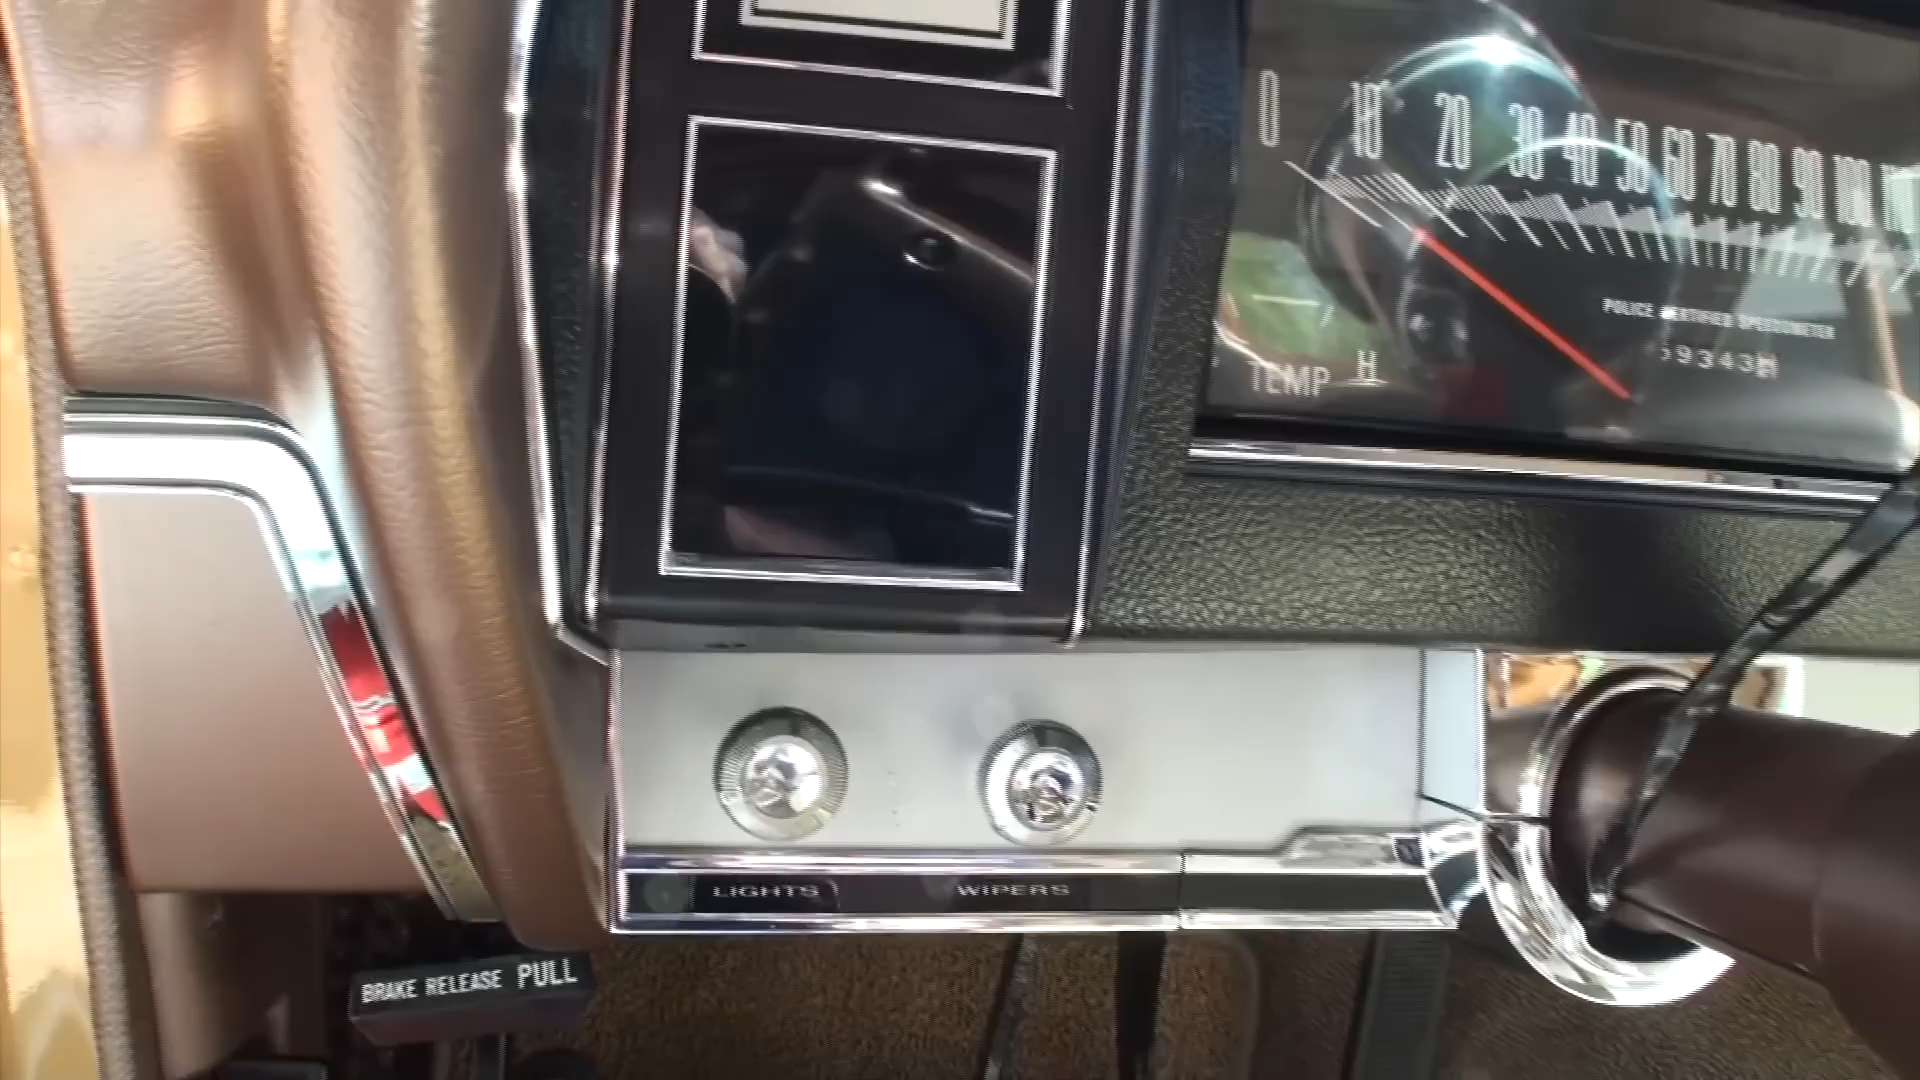 0 10 20 30 40 50 60 70 80 90 100
POLICE CERTIFIED SPEEDOMETER
59343
TEMP H
LIGHTS WIPERS
BRAKE RELEASE PULL